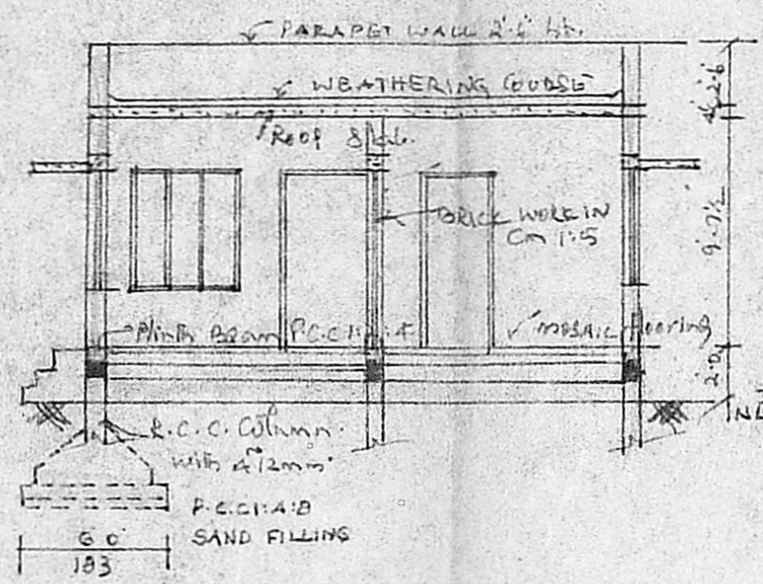 PARAPET WALL 2'-6" ht.
WEATHERING COURSE
ROOF Slab.
BRICK WORK IN
Cm 1:5
Plinth Beam P.C.C 1:2:4
Mosaic flooring
R.C.C. Column
with 4 12mm
P.C.C 1:4:8
SAND FILLING
6 0
183
2'-6
9'-7½
2'-0